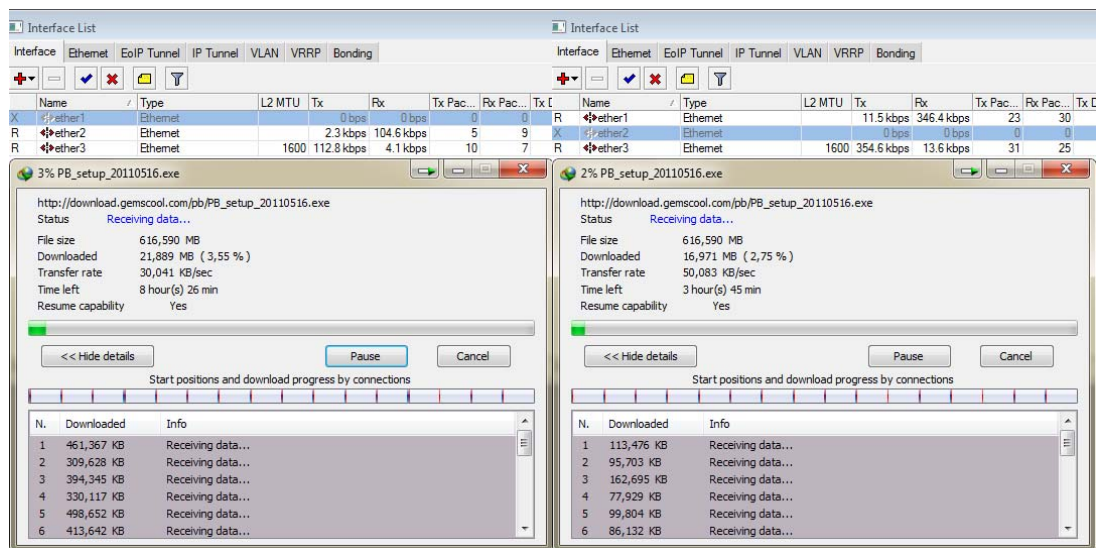 Interface List
Interface Ethernet EoIP Tunnel IP Tunnel VLAN VRRP Bonding
Name / Type L2 MTU Tx Rx Tx Pac... Rx Pac... Tx D
X ether1 Ethernet 0 bps 0 bps 0 0
R ether2 Ethernet 2.3 kbps 104.6 kbps 5 9
R ether3 Ethernet 1600 112.8 kbps 4.1 kbps 10 7
3% PB_setup_20110516.exe
http://download.gemscool.com/pb/PB_setup_20110516.exe
Status Receiving data...
File size 616,590 MB
Downloaded 21,889 MB ( 3,55 % )
Transfer rate 30,041 KB/sec
Time left 8 hour(s) 26 min
Resume capability Yes
<< Hide details Pause Cancel
Start positions and download progress by connections
N. Downloaded Info
1 461,367 KB Receiving data...
2 309,628 KB Receiving data...
3 394,345 KB Receiving data...
4 330,117 KB Receiving data...
5 498,652 KB Receiving data...
6 413,642 KB Receiving data...
Interface List
Interface Ethernet EoIP Tunnel IP Tunnel VLAN VRRP Bonding
Name / Type L2 MTU Tx Rx Tx Pac... Rx Pac... Tx D
R ether1 Ethernet 11.5 kbps 346.4 kbps 23 30
X ether2 Ethernet 0 bps 0 bps 0 0
R ether3 Ethernet 1600 354.6 kbps 13.6 kbps 31 25
2% PB_setup_20110516.exe
http://download.gemscool.com/pb/PB_setup_20110516.exe
Status Receiving data...
File size 616,590 MB
Downloaded 16,971 MB ( 2,75 % )
Transfer rate 50,083 KB/sec
Time left 3 hour(s) 45 min
Resume capability Yes
<< Hide details Pause Cancel
Start positions and download progress by connections
N. Downloaded Info
1 113,476 KB Receiving data...
2 95,703 KB Receiving data...
3 162,695 KB Receiving data...
4 77,929 KB Receiving data...
5 99,804 KB Receiving data...
6 86,132 KB Receiving data...